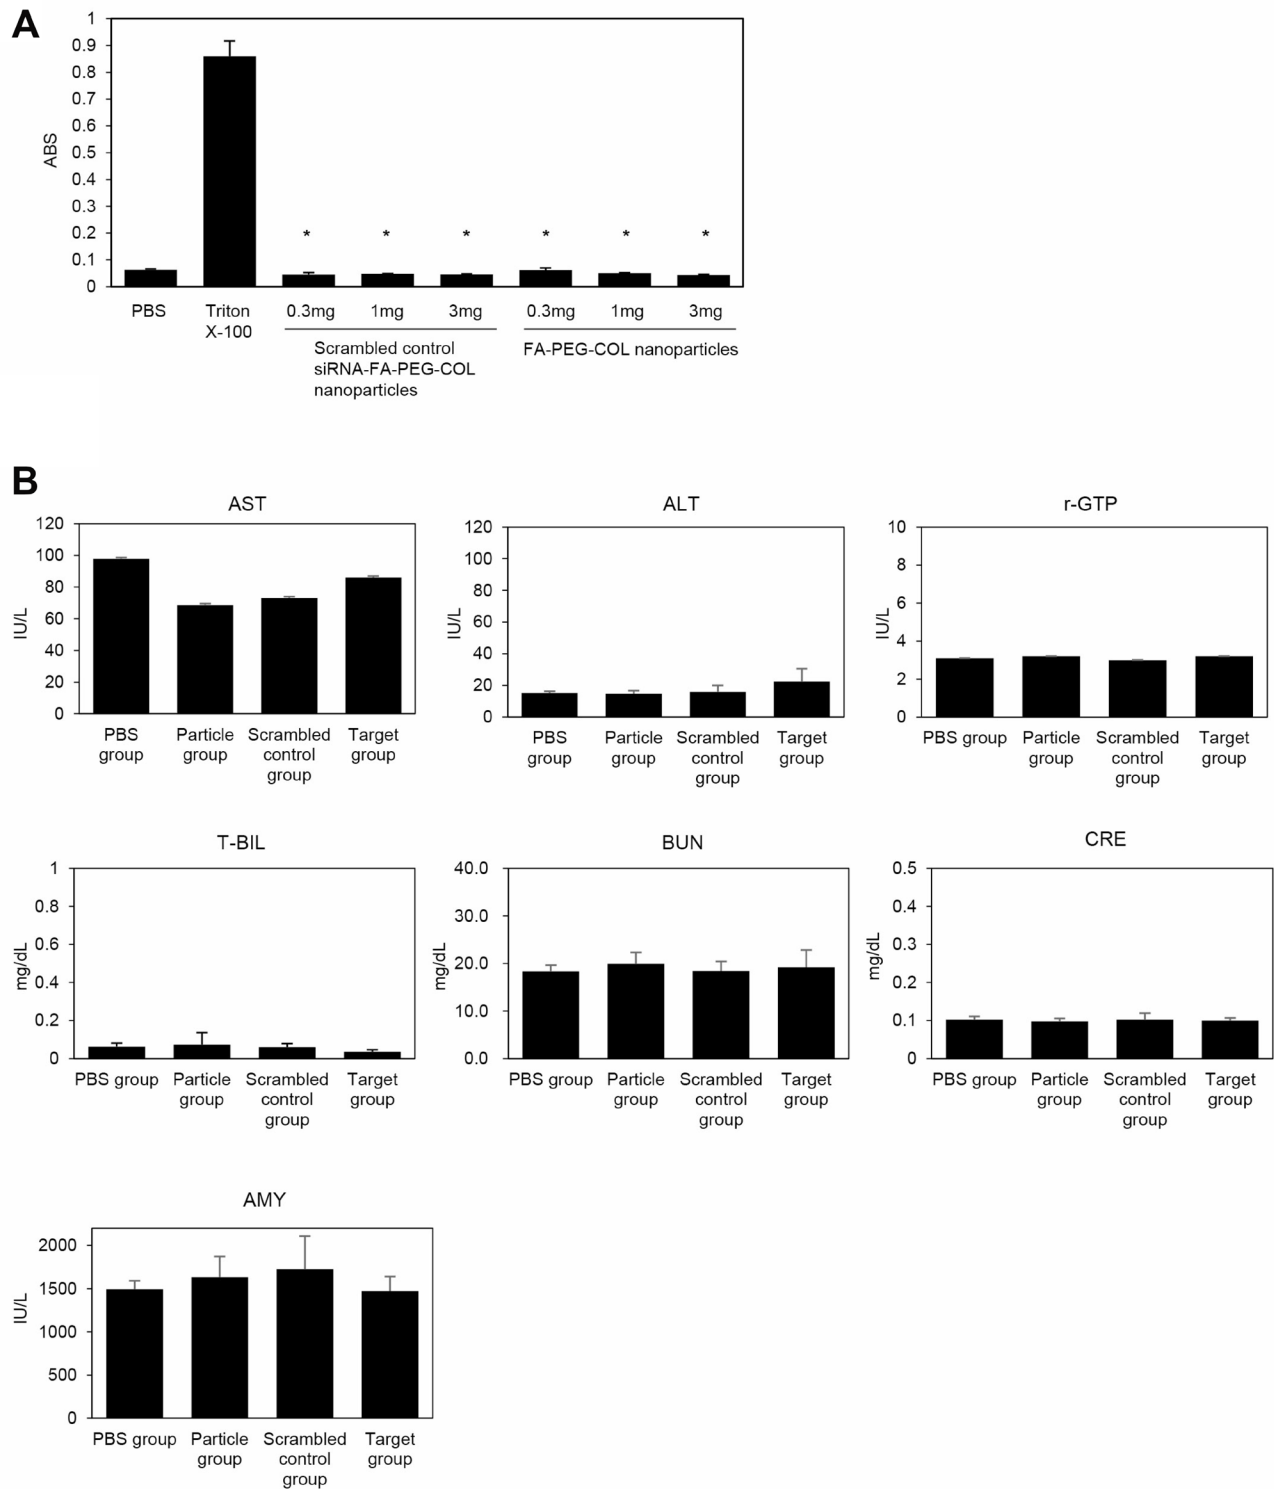 A
1
0.9
0.8
0.7
0.6
0.5
0.4
0.3
0.2
0.1
0
ABS
* * * * * *
PBS Triton 0.3mg 1mg 3mg 0.3mg 1mg 3mg
X-100
Scrambled control FA-PEG-COL nanoparticles
siRNA-FA-PEG-COL
nanoparticles
B
AST
120
100
80
60
40
20
0
IU/L
PBS Particle Scrambled Target
group group control group
group
ALT
120
100
80
60
40
20
0
IU/L
PBS Particle Scrambled Target
group group control group
group
r-GTP
10
8
6
4
2
0
IU/L
PBS group Particle Scrambled Target
group control group
group
T-BIL
1
0.8
0.6
0.4
0.2
0
mg/dL
PBS group Particle Scrambled Target
group control group
group
BUN
40.0
30.0
20.0
10.0
0.0
mg/dL
PBS group Particle Scrambled Target
group control group
group
CRE
0.5
0.4
0.3
0.2
0.1
0
mg/dL
PBS group Particle Scrambled Target
group control group
group
AMY
2000
1500
1000
500
0
IU/L
PBS group Particle Scrambled Target
group control group
group